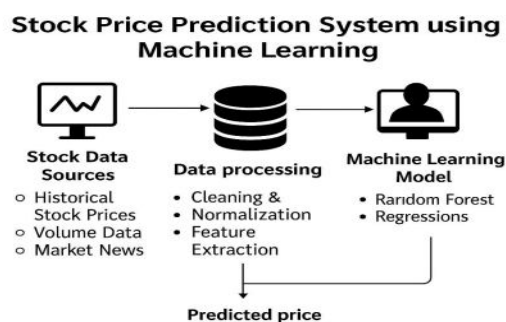 Stock Price Prediction System using
Machine Learning
Stock Data
Sources
Historical
Stock Prices
Volume Data
Market News
Data processing
Cleaning &
Normalization
Feature
Extraction
Machine Learning
Model
Random Forest
Regressions
Predicted price